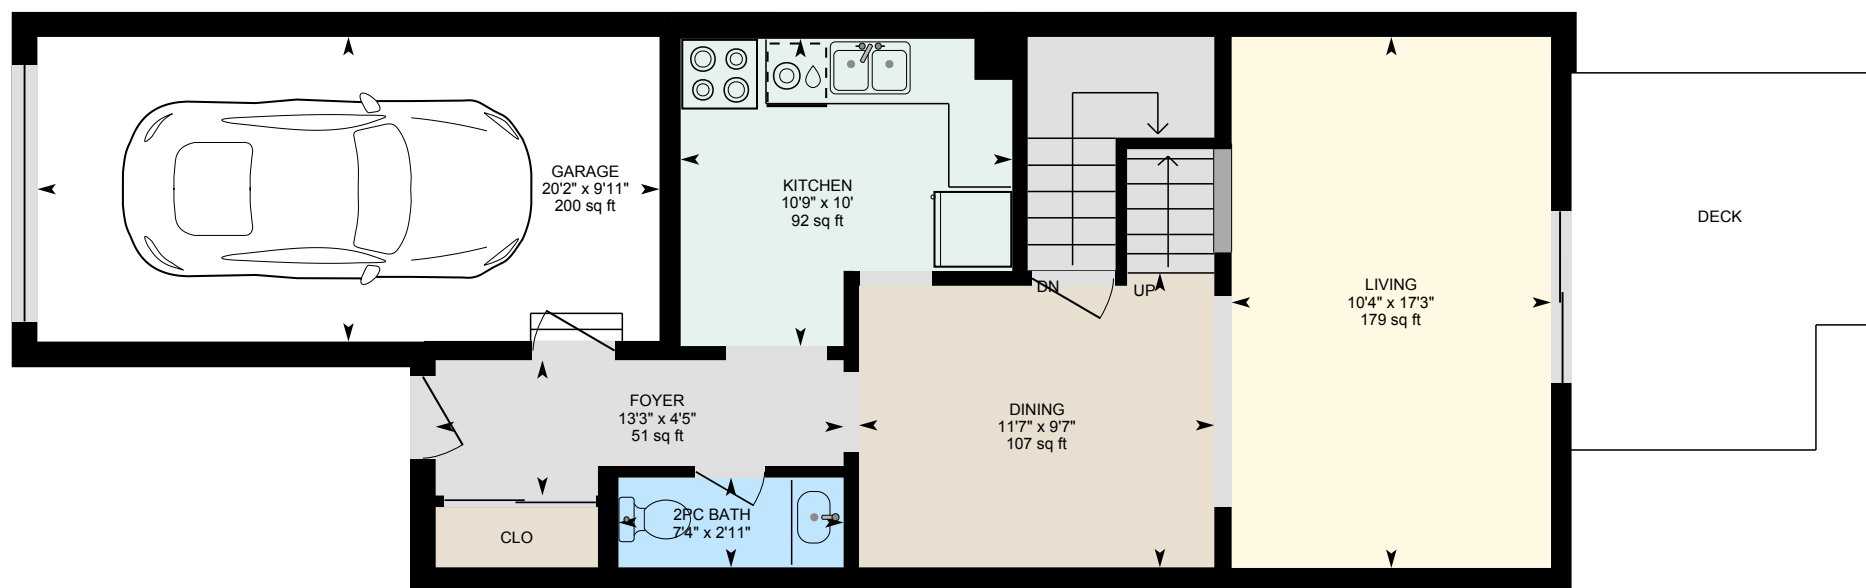 GARAGE
20'2" x 9'11"
200 sq ft
KITCHEN
10'9" x 10'
92 sq ft
DECK
DN
UP
LIVING
10'4" x 17'3"
179 sq ft
FOYER
13'3" x 4'5"
51 sq ft
DINING
11'7" x 9'7"
107 sq ft
2PC BATH
7'4" x 2'11"
CLO